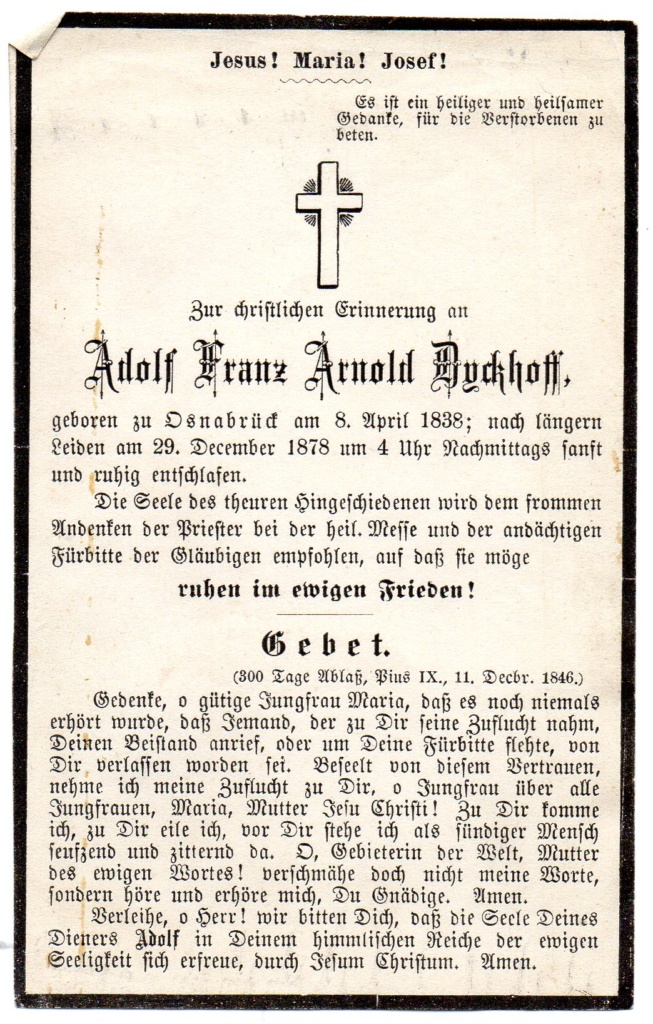 Jesus! Maria! Josef!
Es ist ein heiliger und heilsamer
Gedanke, für die Verstorbenen zu
beten.
Zur christlichen Erinnerung an
Adolf Franz Arnold Dyckhoff,
geboren zu Osnabrück am 8. April 1838; nach längern
Leiden am 29. December 1878 um 4 Uhr Nachmittags sanft
und ruhig entschlafen.
Die Seele des theuren Hingeschiedenen wird dem frommen
Andenken der Priester bei der heil. Messe und der andächtigen
Fürbitte der Gläubigen empfohlen, auf daß sie möge
ruhen im ewigen Frieden!
Gebet.
(300 Tage Ablaß, Pius IX., 11. Decbr. 1846.)
Gedenke, o gütige Jungfrau Maria, daß es noch niemals
erhört wurde, daß Jemand, der zu Dir seine Zuflucht nahm,
Deinen Beistand anrief, oder um Deine Fürbitte flehte, von
Dir verlassen worden sei. Beseelt von diesem Vertrauen,
nehme ich meine Zuflucht zu Dir, o Jungfrau über alle
Jungfrauen, Maria, Mutter Jesu Christi! Zu Dir komme
ich, zu Dir eile ich, vor Dir stehe ich als sündiger Mensch
seufzend und zitternd da. O, Gebieterin der Welt, Mutter
des ewigen Wortes! verschmähe doch nicht meine Worte,
sondern höre und erhöre mich, Du Gnädige. Amen.
Verleihe, o Herr! wir bitten Dich, daß die Seele Deines
Dieners Adolf in Deinem himmlischen Reiche der ewigen
Seeligkeit sich erfreue, durch Jesum Christum. Amen.